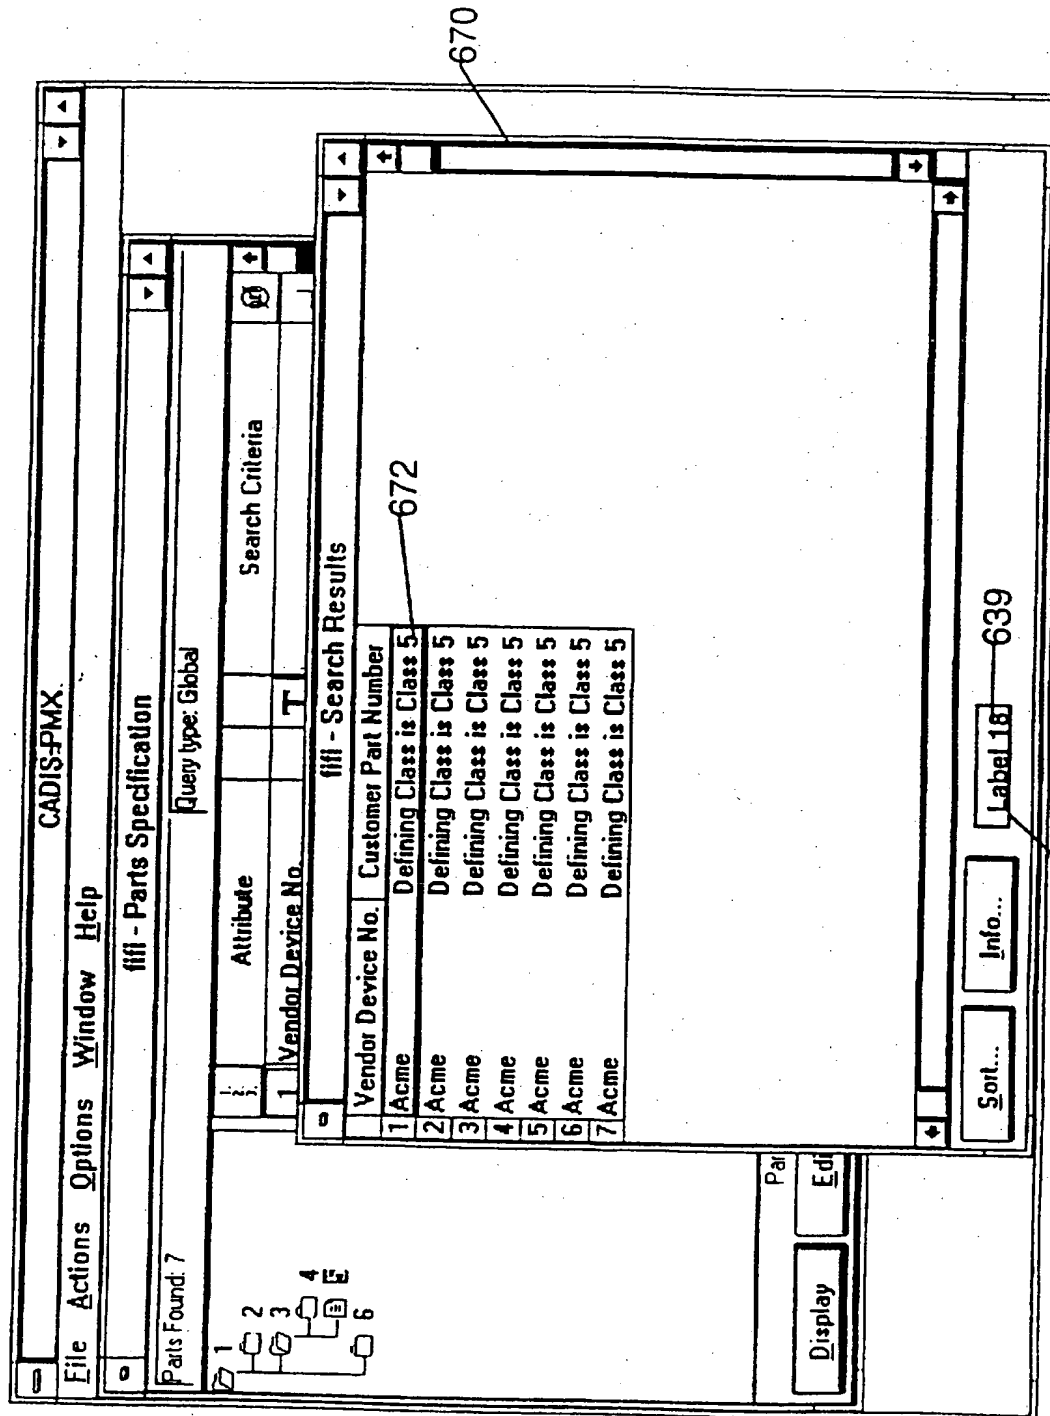 CADIS-PMX
File Actions Options Window Help
fifi - Parts Specification
Parts Found: 7
Query type: Global
Attribute
Search Criteria
1 Vendor Device No.
T
1
2
3
4
5
6
fifi - Search Results
Vendor Device No. Customer Part Number
1 Acme Defining Class is Class 5
2 Acme Defining Class is Class 5
3 Acme Defining Class is Class 5
4 Acme Defining Class is Class 5
5 Acme Defining Class is Class 5
6 Acme Defining Class is Class 5
7 Acme Defining Class is Class 5
Par
Display
Edi
Sort...
Info...
Label 18
670
672
639